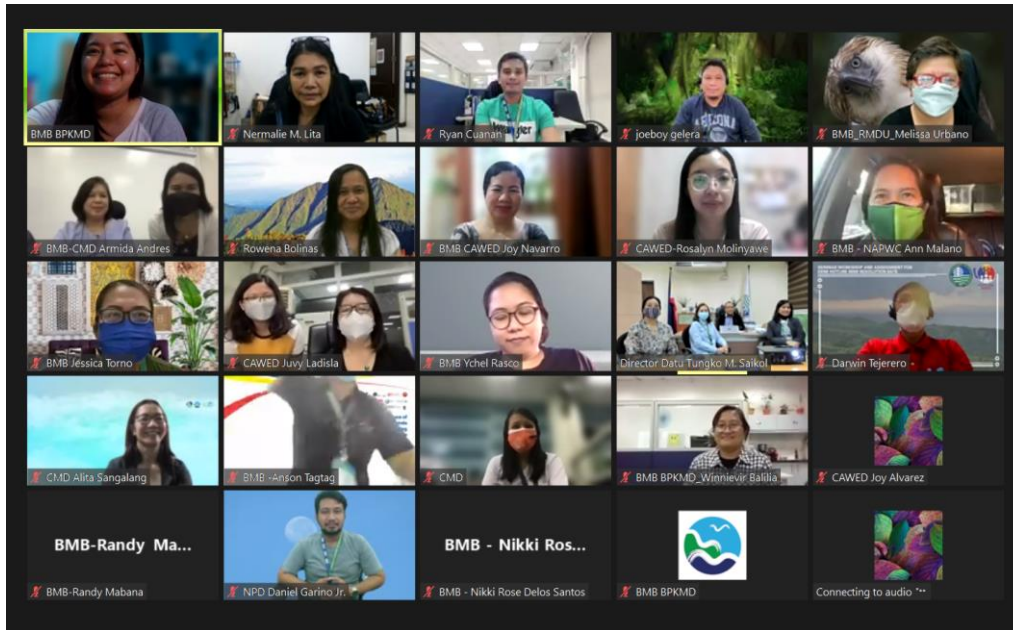 BMB BPKMD
Nermalie M. Lita
Ryan Cuanan
joeboy gelera
BMB_RMDU_Melissa Urbano
BMB-CMD Armida Andres
Rowena Bolinas
BMB CAWED Joy Navarro
CAWED-Rosalyn Molinyawe
BMB - NAPWC Ann Malano
BMB Jessica Torno
CAWED Juvy Ladisla
BMB Ychel Rasco
Director Datu Tungko M. Saikol
Darwin Tejerero
CMD Alita Sangalang
BMB -Anson Tagtag
CMD
BMB BPKMD_Winnievir Balilia
CAWED Joy Alvarez
BMB-Randy Ma...
BMB-Randy Mabana
NPD Daniel Garino Jr.
BMB - Nikki Ros...
BMB - Nikki Rose Delos Santos
BMB BPKMD
Connecting to audio